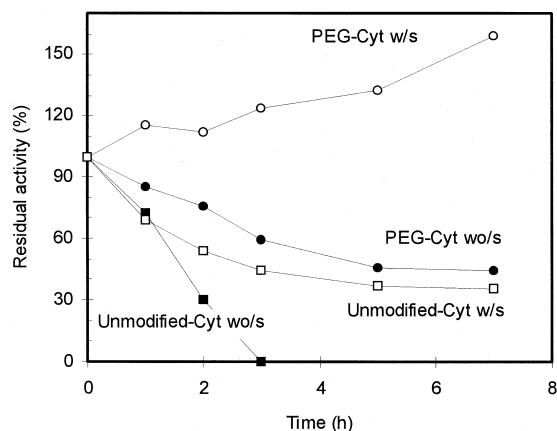 PEG-Cyt w/s
150
120
90
60
30
0
Residual activity (%)
PEG-Cyt wo/s
Unmodified-Cyt w/s
Unmodified-Cyt wo/s
0 2 4 6 8
Time (h)